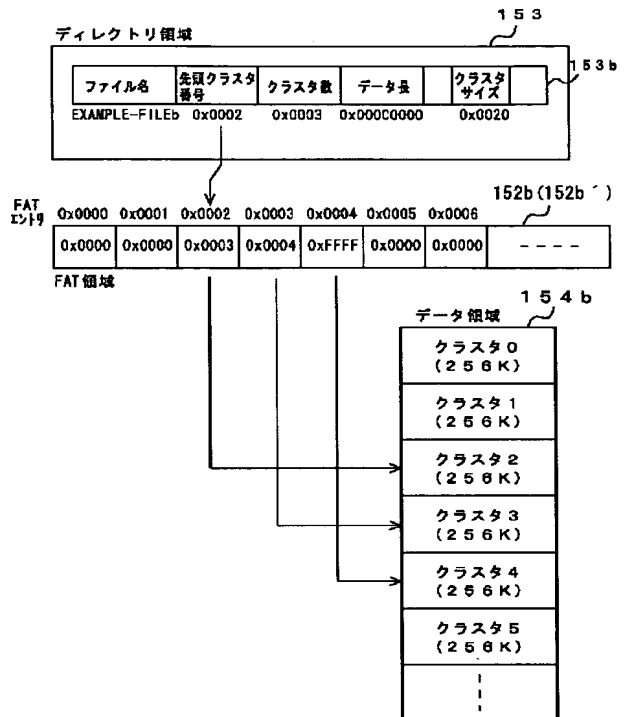 153
ディレクトリ領域
153b
ファイル名 先頭クラスタ番号 クラスタ数 データ長 クラスタサイズ
EXAMPLE-FILEb 0x0002 0x0003 0x000C0000 0x0020
152b(152b´)
FATエントリ 0x0000 0x0001 0x0002 0x0003 0x0004 0x0005 0x0006
0x0000 0x0000 0x0003 0x0004 0xFFFF 0x0000 0x0000
FAT領域
154b
データ領域
クラスタ0
(256K)
クラスタ1
(256K)
クラスタ2
(256K)
クラスタ3
(256K)
クラスタ4
(256K)
クラスタ5
(256K)